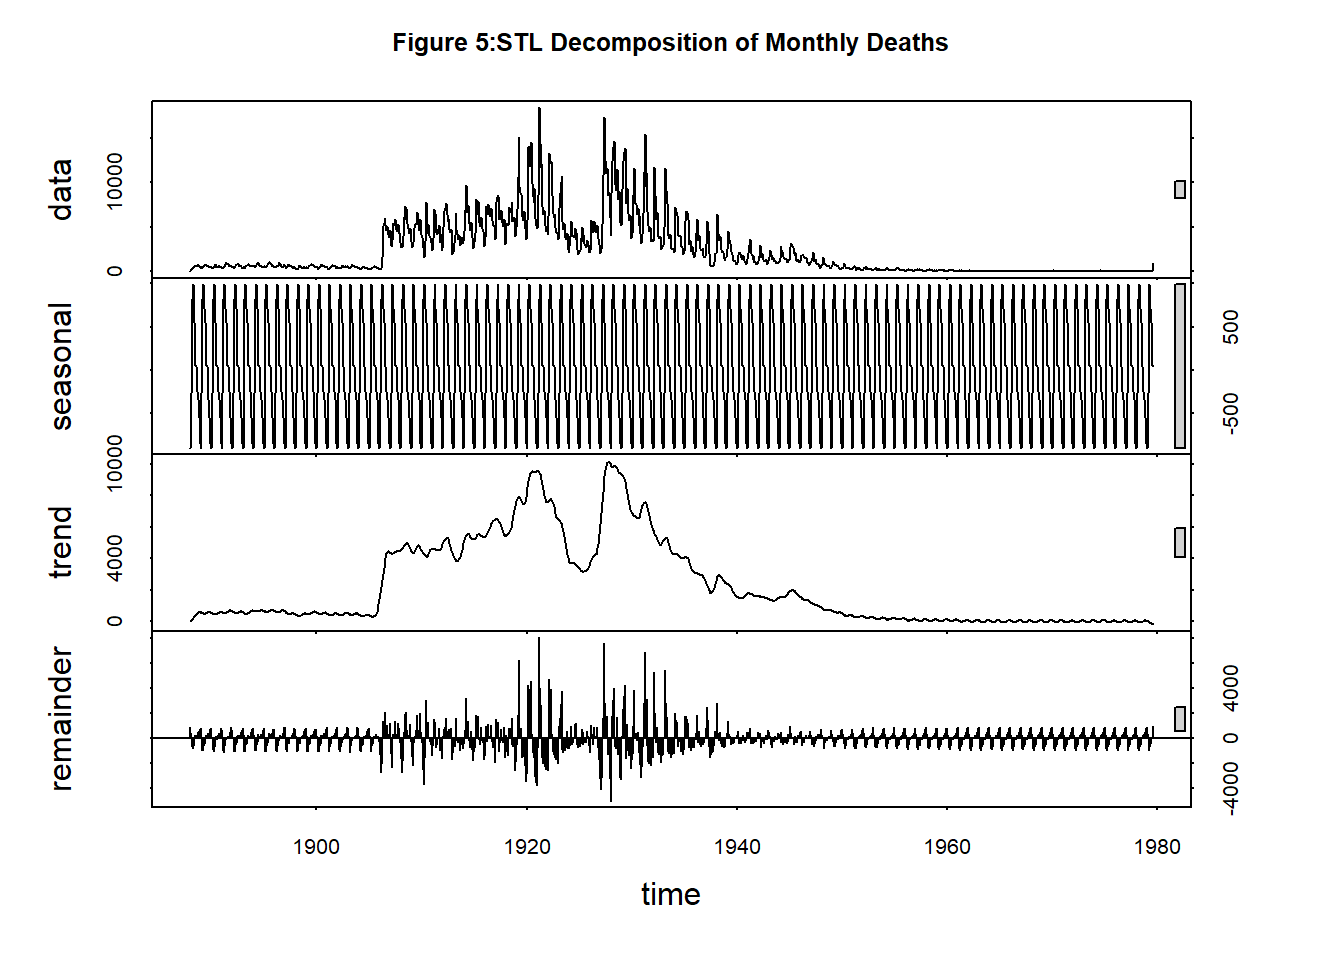 Figure 5:STL Decomposition of Monthly Deaths
data
0
10000
seasonal
-500
500
trend
0
4000
10000
remainder
-4000
0
4000
1900
1920
1940
1960
1980
time